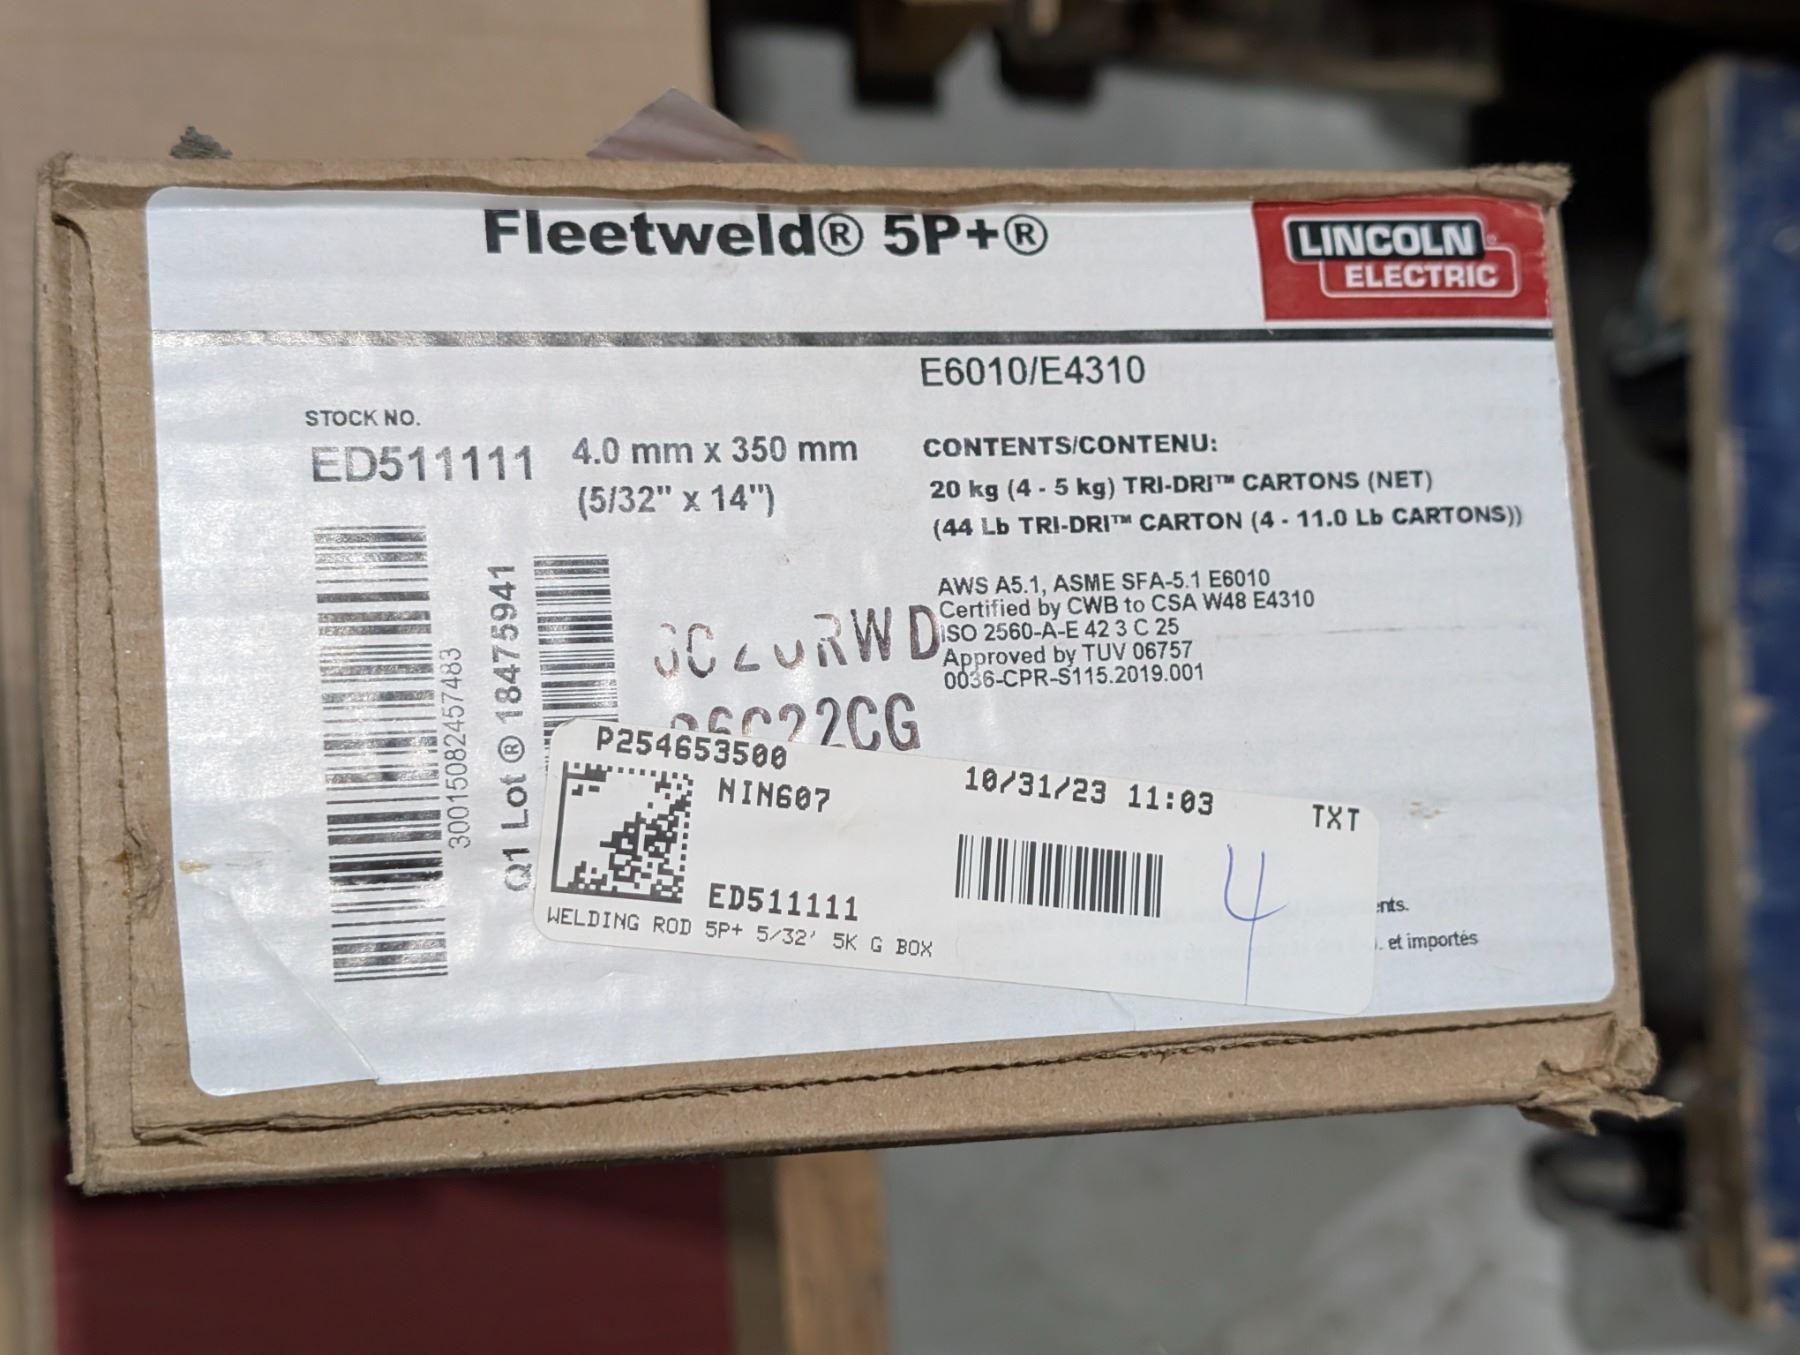 Fleetweld® 5P+®
LINCOLN®
ELECTRIC
E6010/E4310
STOCK NO.
ED511111
4.0 mm x 350 mm
(5/32" x 14")
CONTENTS/CONTENU:
20 kg (4 - 5 kg) TRI-DRI™ CARTONS (NET)
(44 Lb TRI-DRI™ CARTON (4 - 11.0 Lb CARTONS))
AWS A5.1, ASME SFA-5.1 E6010
Certified by CWB to CSA W48 E4310
ISO 2560-A-E 42 3 C 25
Approved by TUV 06757
0036-CPR-S115.2019.001
30015082457483
Q1 Lot ® 18475941
P254653500
NIN607
10/31/23 11:03
TXT
ED511111
WELDING ROD 5P+ 5/32' 5K G BOX
4
et importés